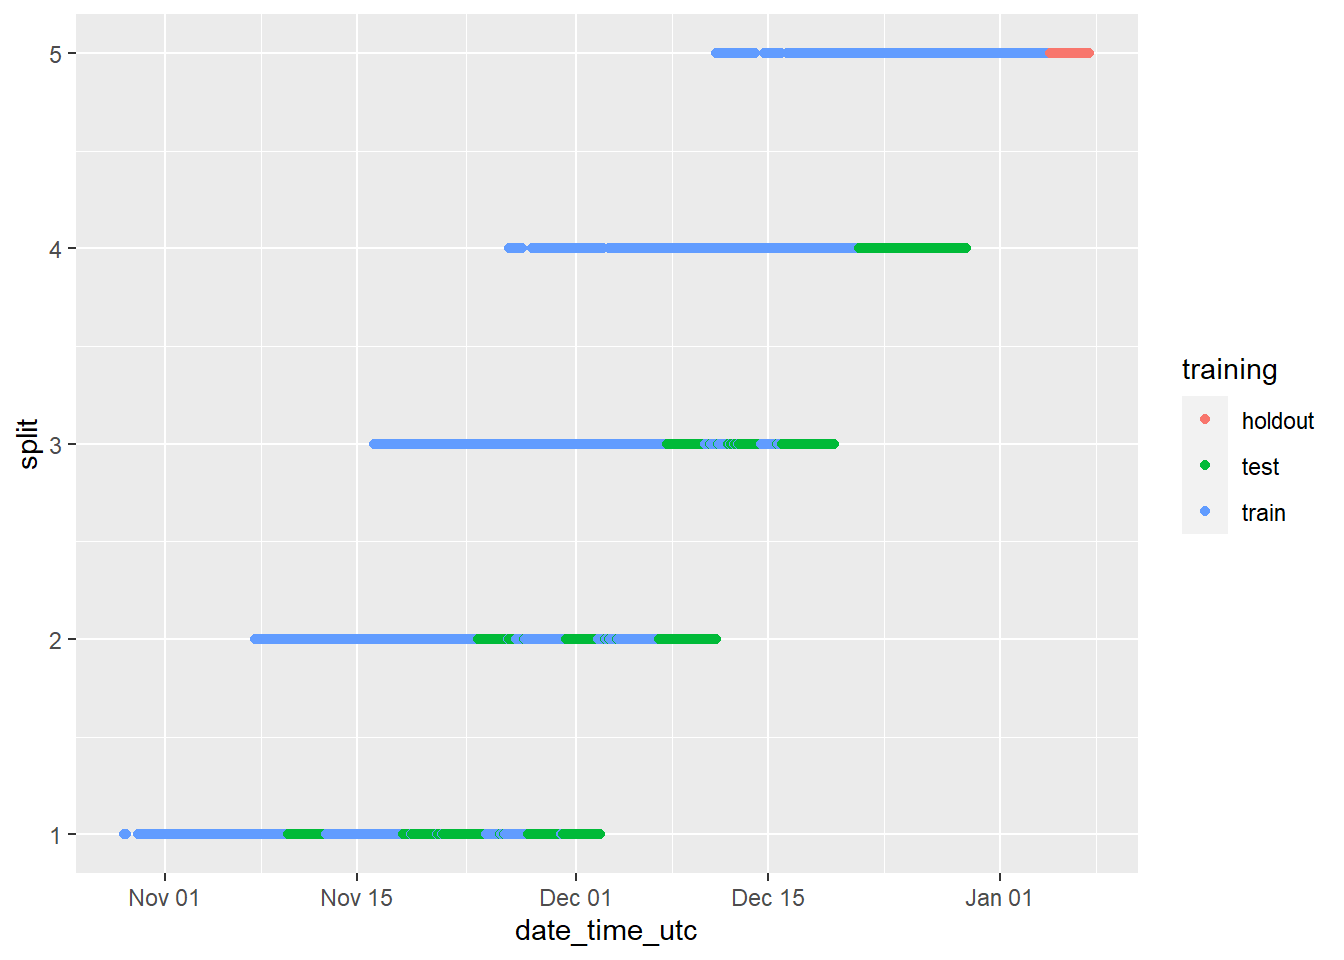 5
4
3
2
1
split
Nov 01
Nov 15
Dec 01
Dec 15
Jan 01
date_time_utc
training
holdout
test
train